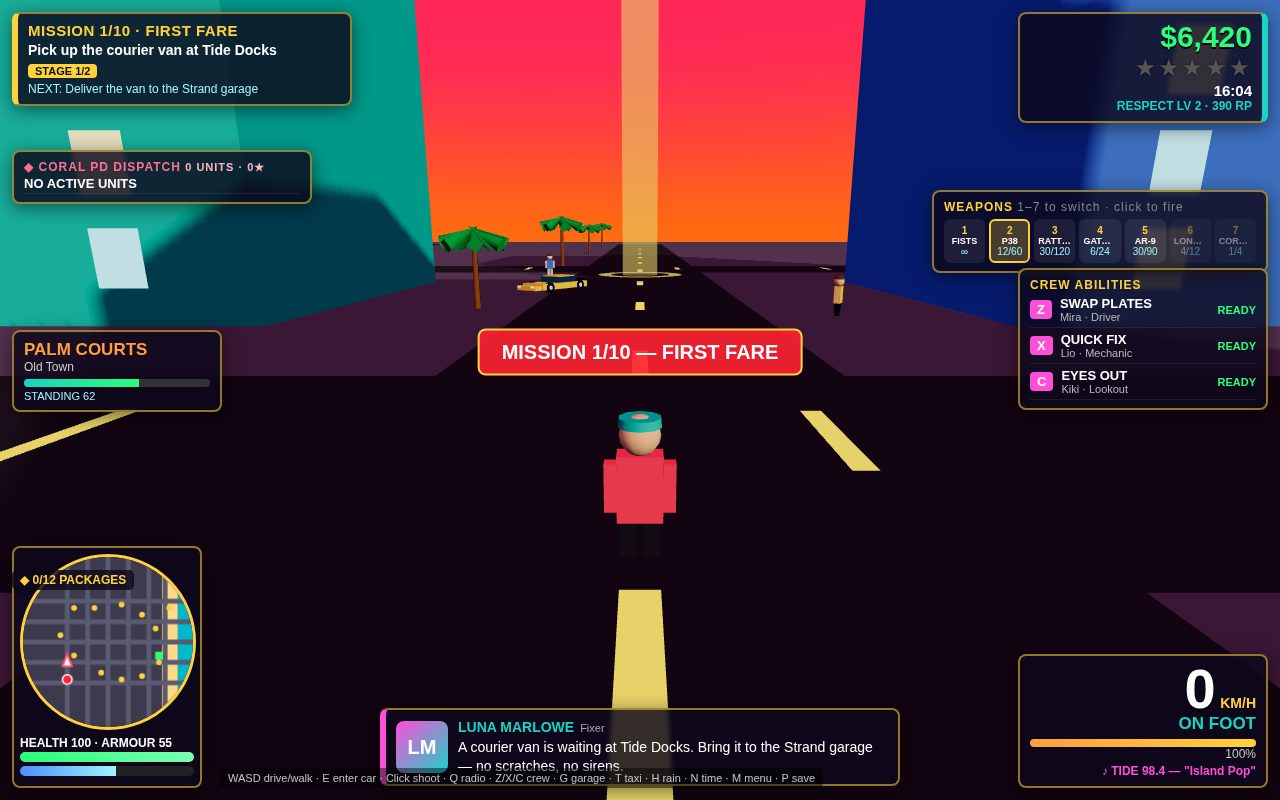 MISSION 1/10 · FIRST FARE
Pick up the courier van at Tide Docks
STAGE 1/2
NEXT: Deliver the van to the Strand garage
◆ CORAL PD DISPATCH 0 UNITS · 0★
NO ACTIVE UNITS
$6,420
★★★★★
16:04
RESPECT LV 2 · 390 RP
WEAPONS 1–7 to switch · click to fire
1 2 3 4 5 6 7
FISTS P38 RATT… GAT… AR-9 LON… COR…
∞ 12/60 30/120 6/24 30/90 4/12 1/4
CREW ABILITIES
Z SWAP PLATES READY
Mira · Driver
X QUICK FIX READY
Lio · Mechanic
C EYES OUT READY
Kiki · Lookout
PALM COURTS
Old Town
STANDING 62
MISSION 1/10 — FIRST FARE
◆ 0/12 PACKAGES
HEALTH 100 · ARMOUR 55
LM
LUNA MARLOWE Fixer
A courier van is waiting at Tide Docks. Bring it to the Strand garage
— no scratches, no sirens.
WASD drive/walk · E enter car · Click shoot · Q radio · Z/X/C crew · G garage · T taxi · H rain · N time · M menu · P save
0 KM/H
ON FOOT
100%
♪ TIDE 98.4 — "Island Pop"